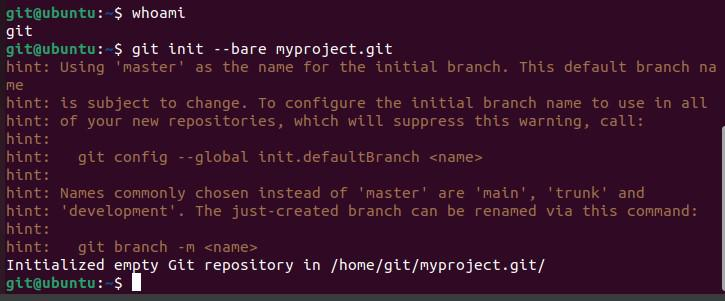 git@ubuntu:~$ whoami
git
git@ubuntu:~$ git init --bare myproject.git
hint: Using 'master' as the name for the initial branch. This default branch na
me
hint: is subject to change. To configure the initial branch name to use in all
hint: of your new repositories, which will suppress this warning, call:
hint:
hint:   git config --global init.defaultBranch <name>
hint:
hint: Names commonly chosen instead of 'master' are 'main', 'trunk' and
hint: 'development'. The just-created branch can be renamed via this command:
hint:
hint:   git branch -m <name>
Initialized empty Git repository in /home/git/myproject.git/
git@ubuntu:~$